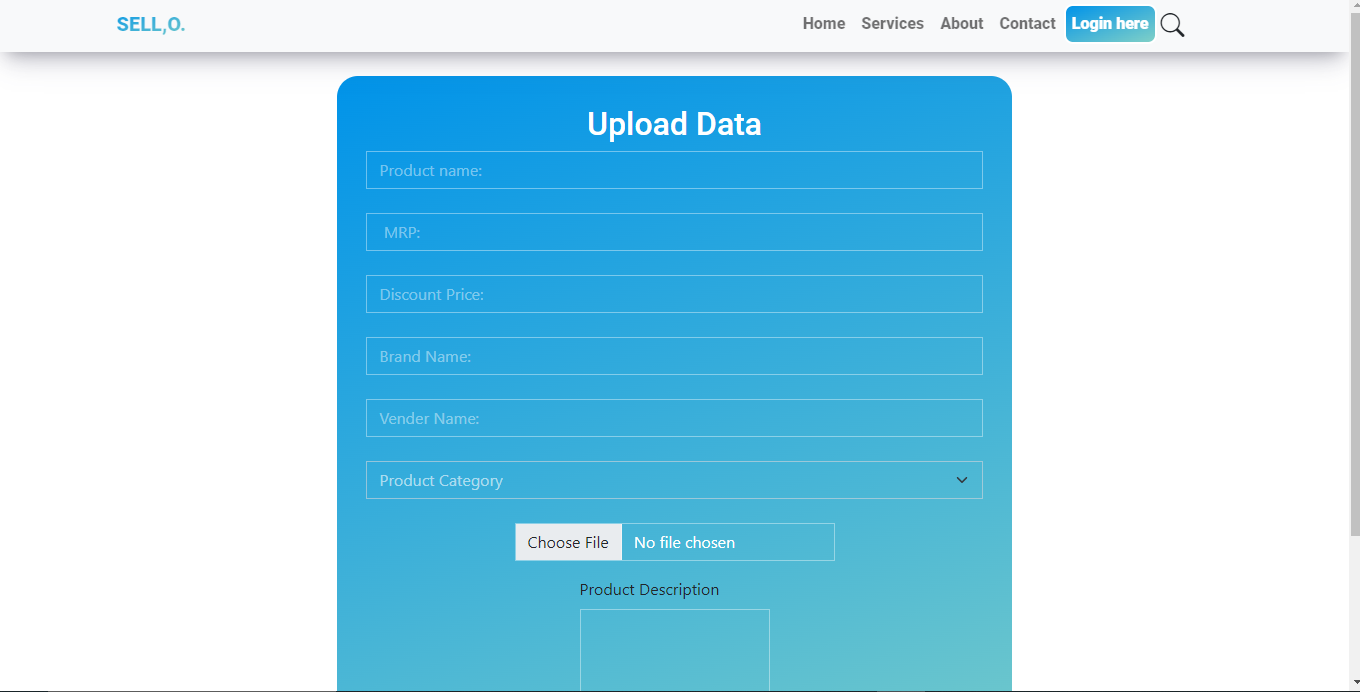 SELL,O.
Home Services About Contact Login here
Upload Data
Product name:
MRP:
Discount Price:
Brand Name:
Vender Name:
Product Category
Choose File No file chosen
Product Description